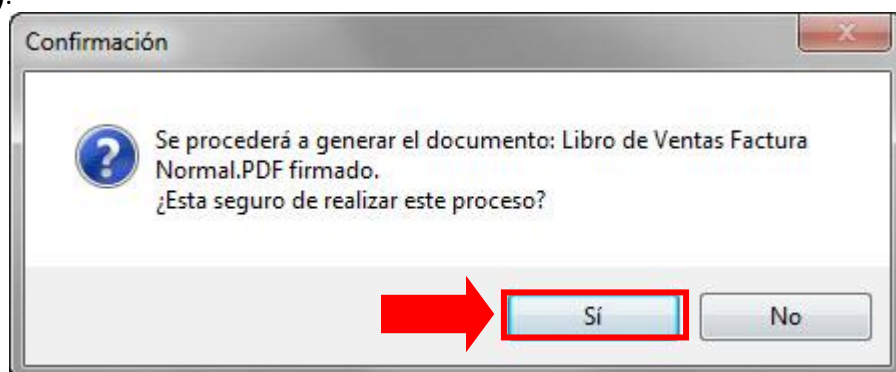 ).
Confirmación
Se procederá a generar el documento: Libro de Ventas Factura
Normal.PDF firmado.
¿Esta seguro de realizar este proceso?
Sí
No